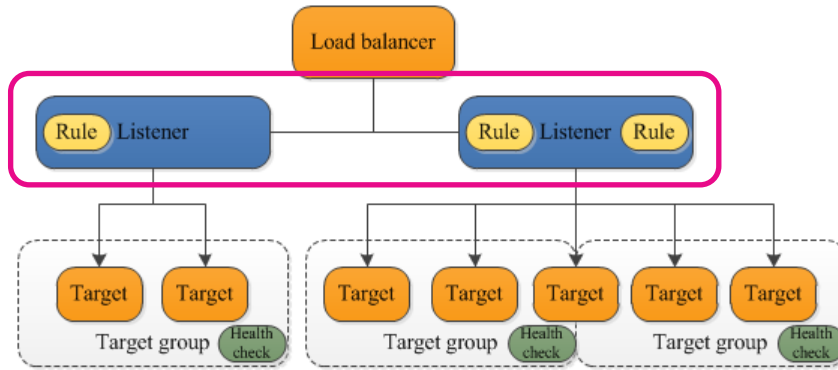 Load balancer
Rule Listener
Rule Listener Rule
Target Target
Target Target Target Target Target
Target group Health check
Target group Health check
Target group Health check